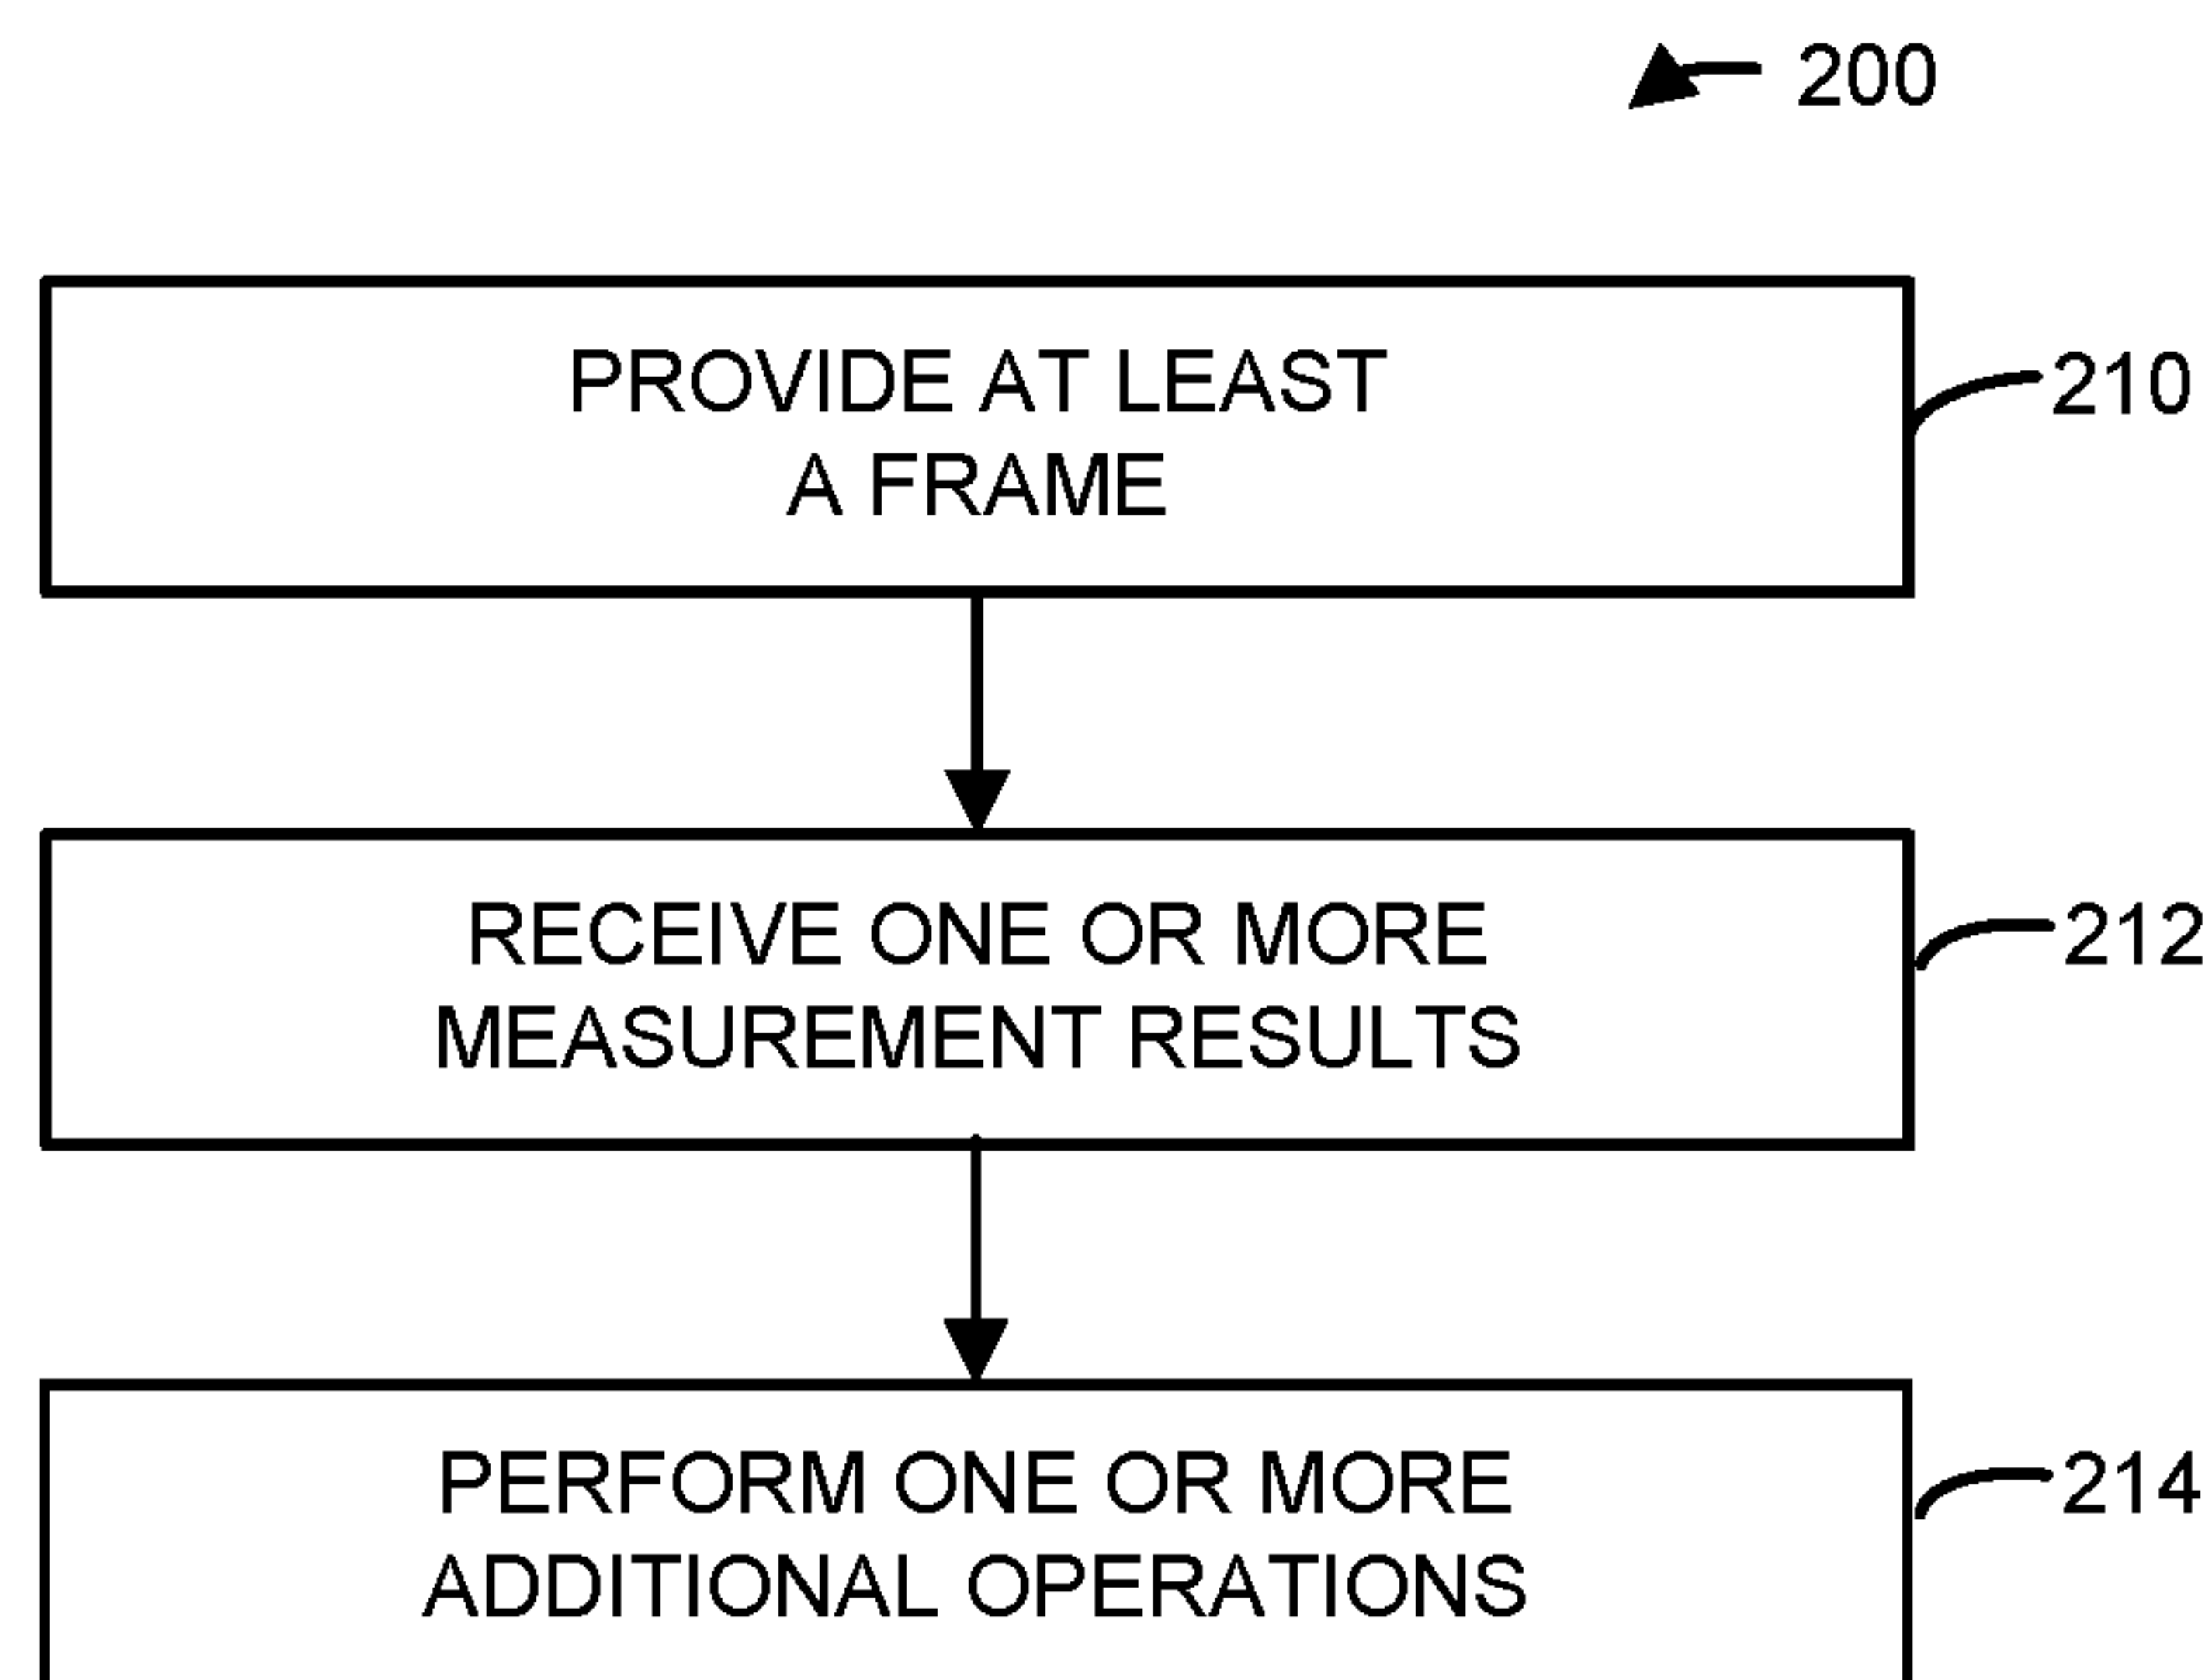 200
PROVIDE AT LEAST
A FRAME
210
RECEIVE ONE OR MORE
MEASUREMENT RESULTS
212
PERFORM ONE OR MORE
ADDITIONAL OPERATIONS
214